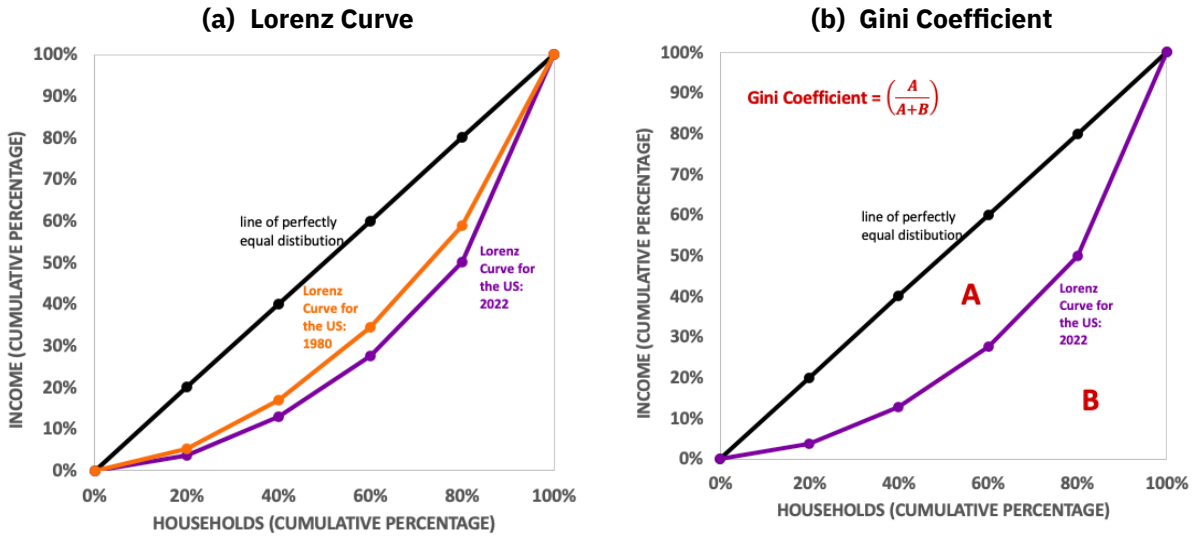 (a) Lorenz Curve
100%
90%
80%
70%
60%
50%
40%
30%
20%
10%
0%
INCOME (CUMULATIVE PERCENTAGE)
line of perfectly
equal distibution
Lorenz
Curve for
the US:
1980
Lorenz
Curve for
the US:
2022
0% 20% 40% 60% 80% 100%
HOUSEHOLDS (CUMULATIVE PERCENTAGE)
(b) Gini Coefficient
100%
90%
80%
70%
60%
50%
40%
30%
20%
10%
0%
INCOME (CUMULATIVE PERCENTAGE)
Gini Coefficient = (A/A+B)
line of perfectly
equal distibution
A
Lorenz
Curve for
the US:
2022
B
0% 20% 40% 60% 80% 100%
HOUSEHOLDS (CUMULATIVE PERCENTAGE)